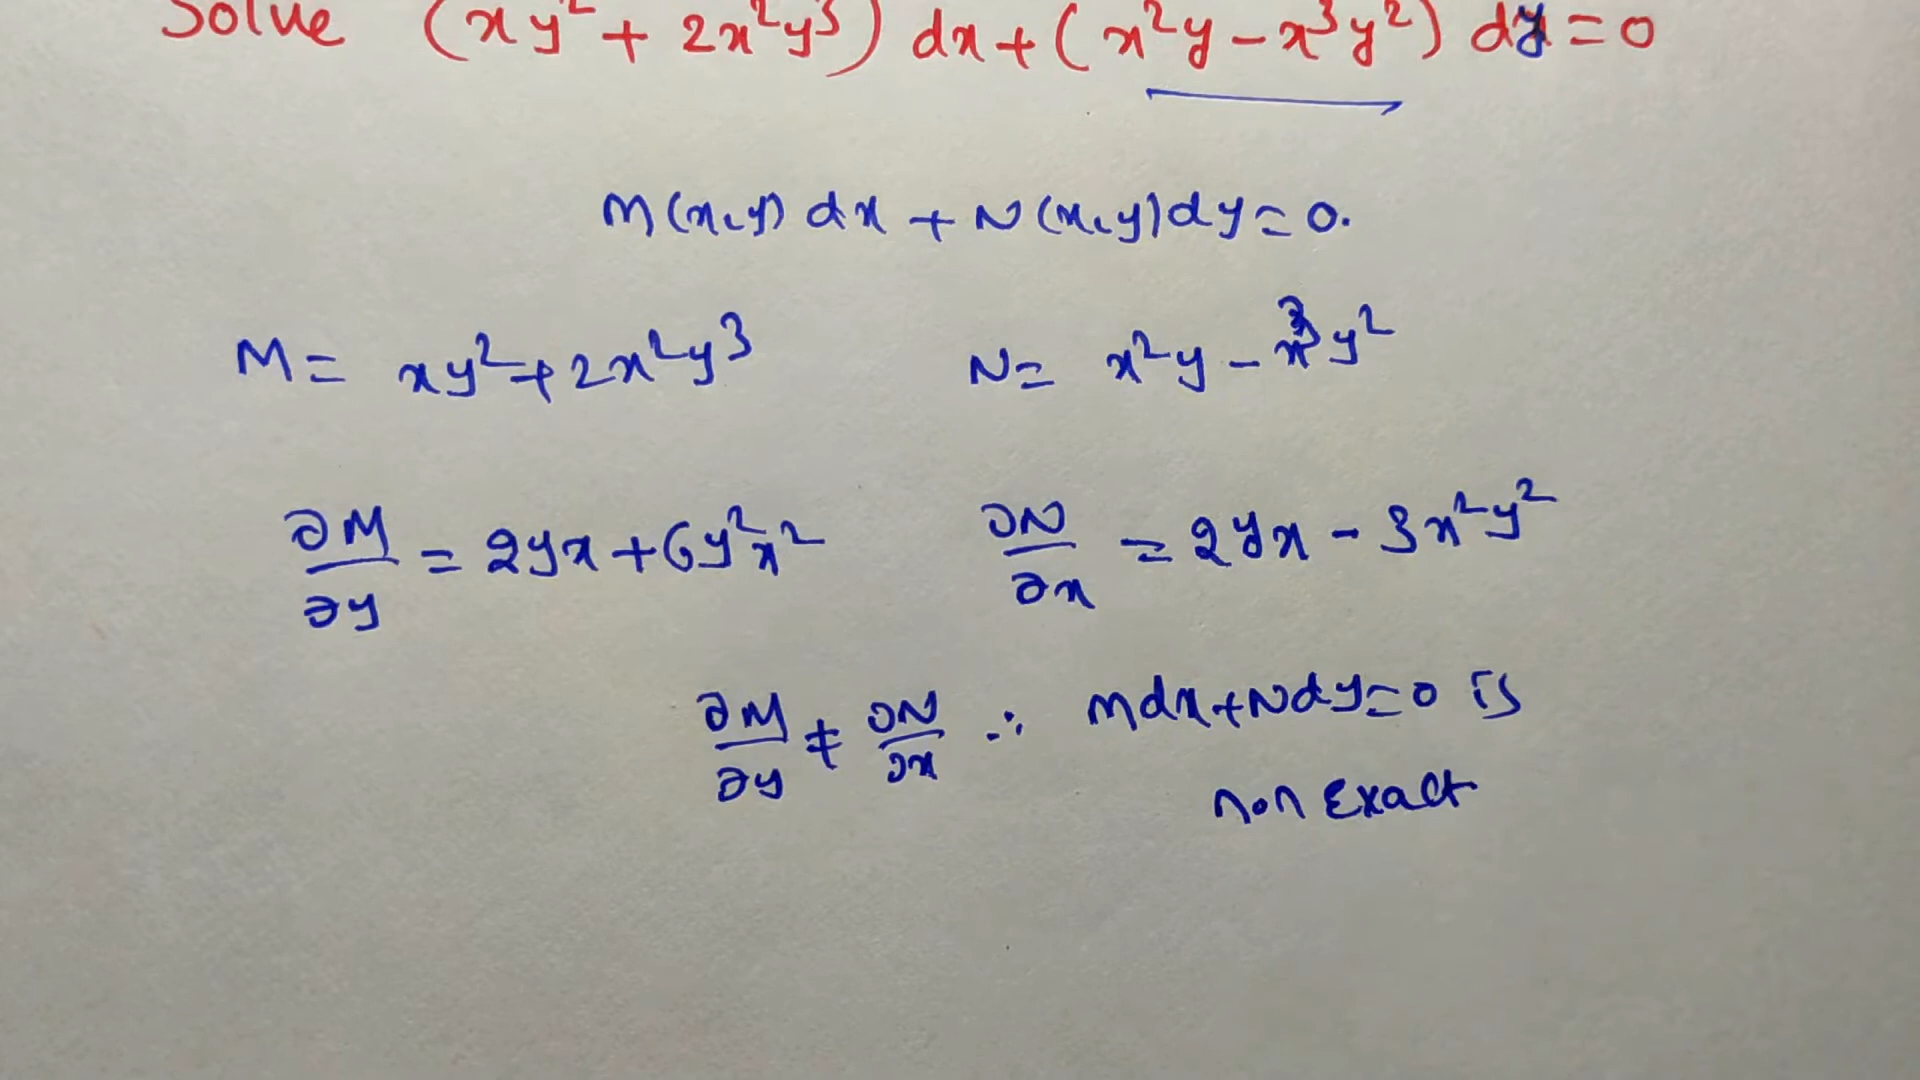 Solve (xy² + 2x²y³) dx + (x²y - x³y²) dy = 0
M(x,y) dx + N(x,y) dy = 0.
M = xy² + 2x²y³ N = x²y - x³y²
∂M/∂y = 2yx + 6y²x² ∂N/∂x = 2yx - 3x²y²
∂M/∂y ≠ ∂N/∂x ∴ Mdx + Ndy = 0 is
non Exact